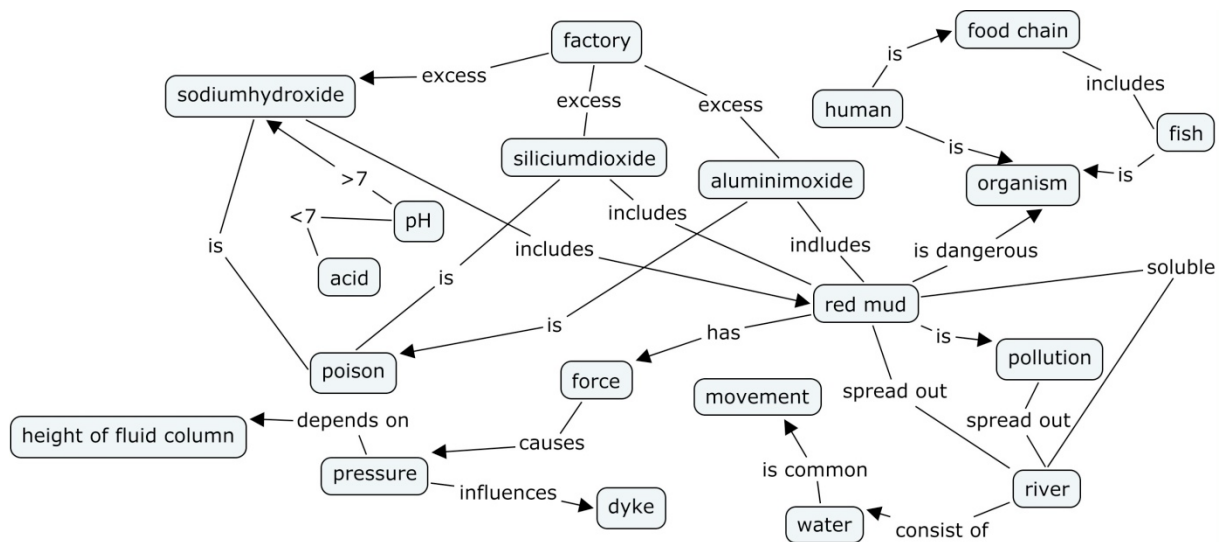 factory
food chain
is
excess
sodiumhydroxide
includes
excess
excess
human
fish
siliciumdioxide
is
aluminimoxide
is
organism
>7
includes
<7
pH
is
includes
indludes
is dangerous
acid
is
soluble
red mud
is
has
is
poison
force
pollution
movement
spread out
depends on
spread out
height of fluid column
causes
pressure
is common
influences
river
dyke
water
consist of